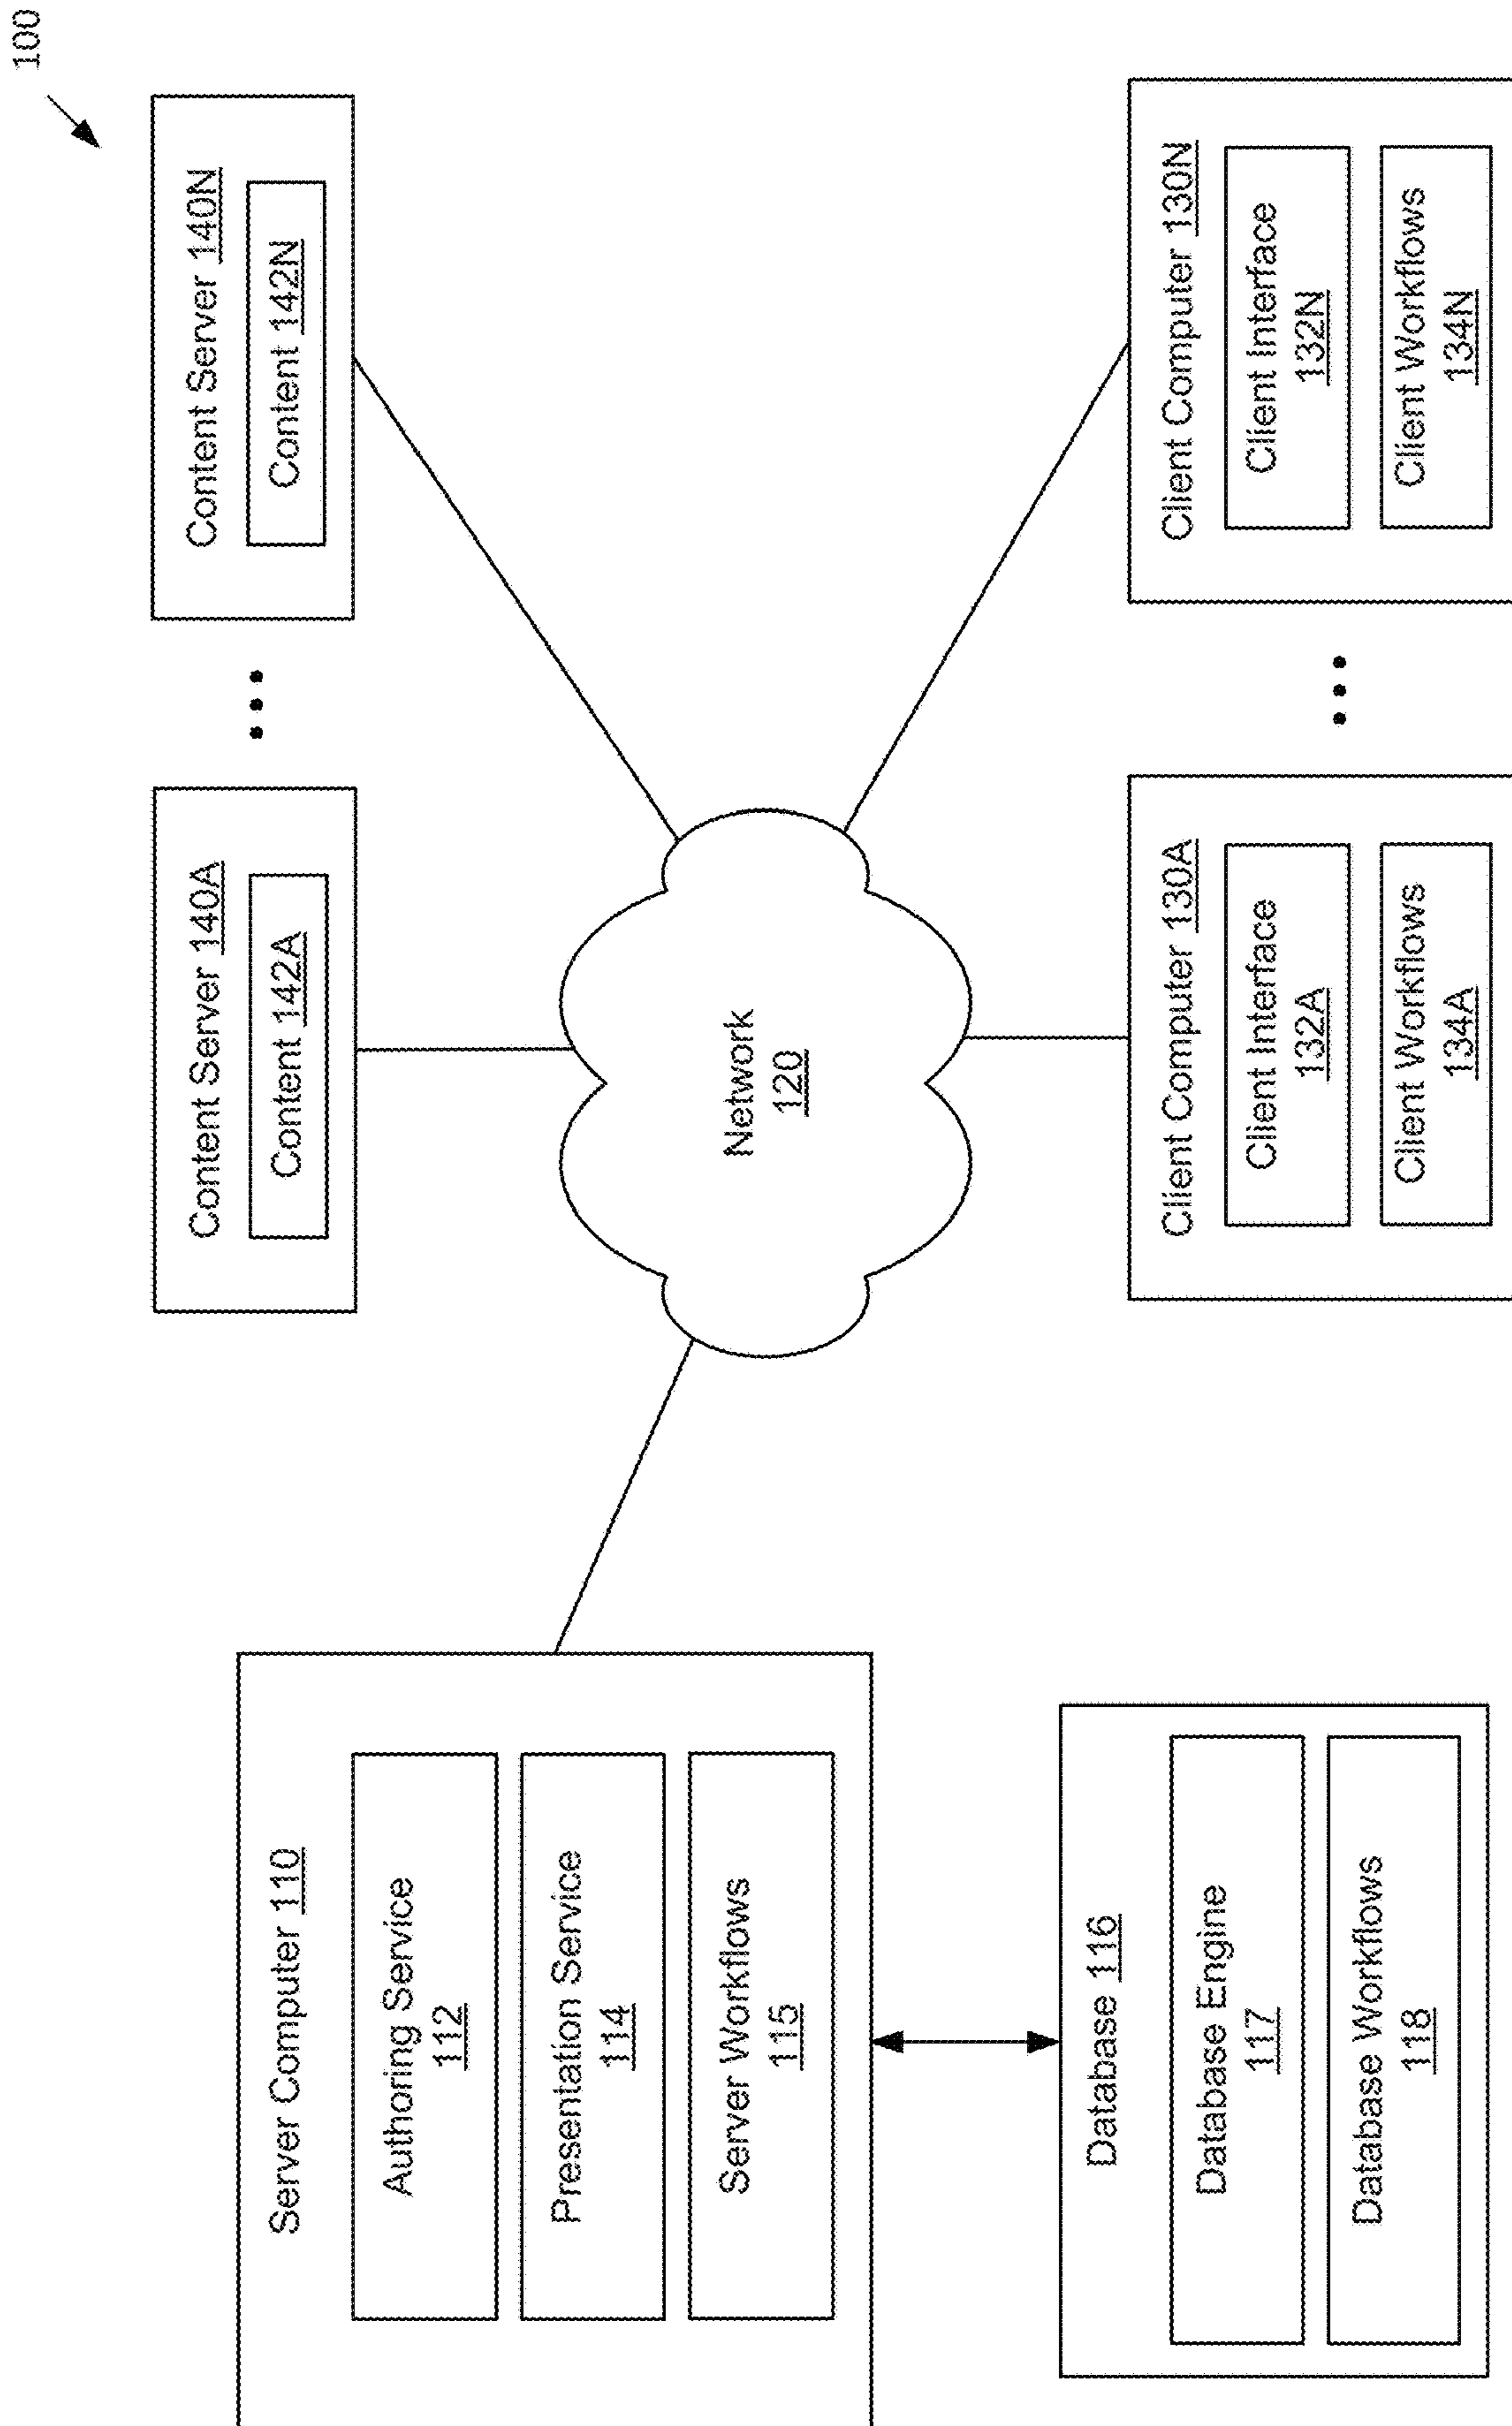 100
Server Computer 110
Authoring Service
112
Presentation Service
114
Server Workflows
115
Database 116
Database Engine
117
Database Workflows
118
Content Server 140A
Content 142A
...
Content Server 140N
Content 142N
Network
120
Client Computer 130A
Client Interface
132A
Client Workflows
134A
...
Client Computer 130N
Client Interface
132N
Client Workflows
134N